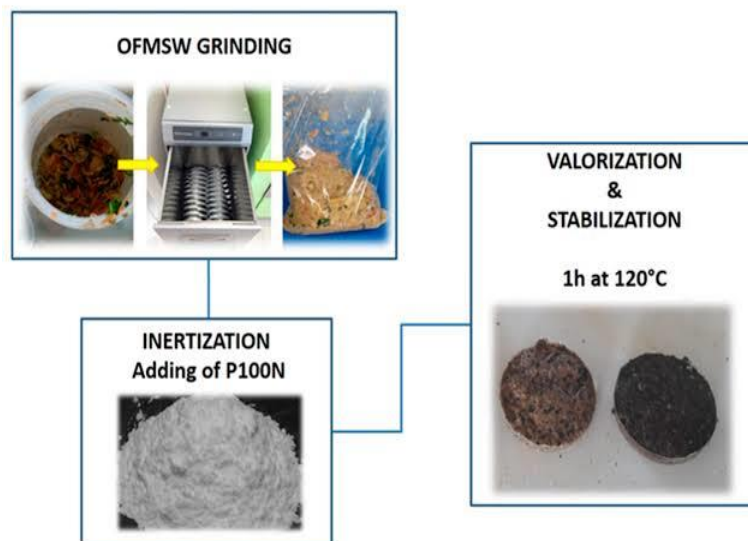 OFMSW GRINDING
VALORIZATION
&
STABILIZATION
1h at 120°C
INERTIZATION
Adding of P100N